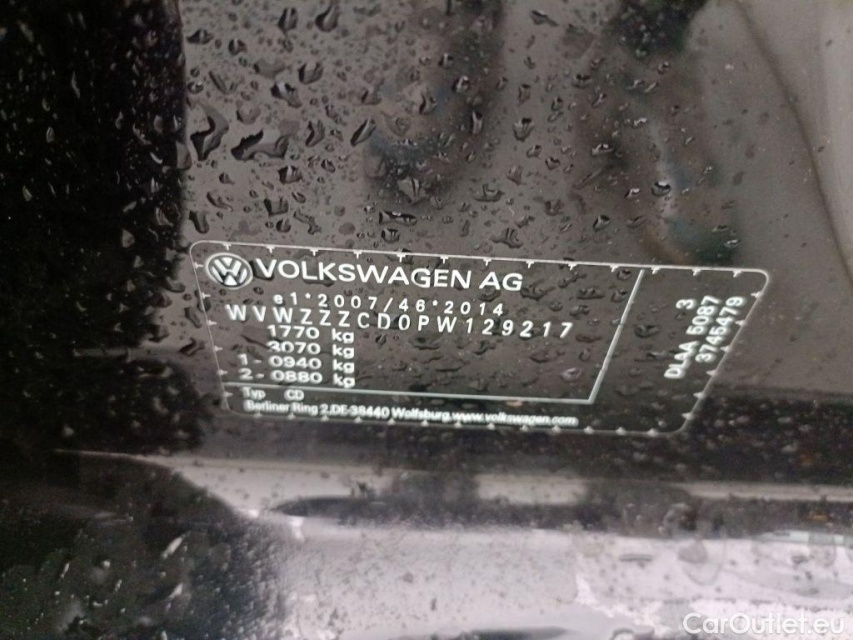 VOLKSWAGEN AG
e1*2007/46*2014
WVWZZZCD0PW129217
1770 kg
3070 kg
1 - 0940 kg
2 - 0880 kg
Typ CD
Berliner Ring 2,DE-38440 Wolfsburg,www.volkswagen.com
3
DLAA 5087
3745479
CarOutlet.eu